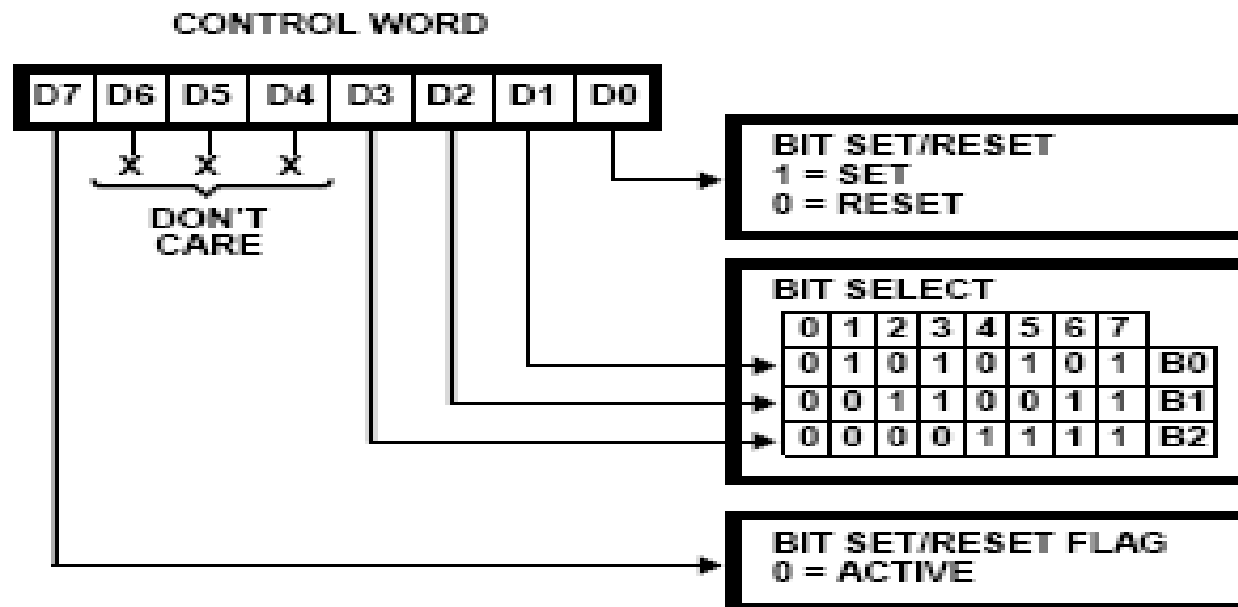 CONTROL WORD
D7 D6 D5 D4 D3 D2 D1 D0
X X X
DON'T
CARE
BIT SET/RESET
1 = SET
0 = RESET
BIT SELECT
0 1 2 3 4 5 6 7
0 1 0 1 0 1 0 1 B0
0 0 1 1 0 0 1 1 B1
0 0 0 0 1 1 1 1 B2
BIT SET/RESET FLAG
0 = ACTIVE